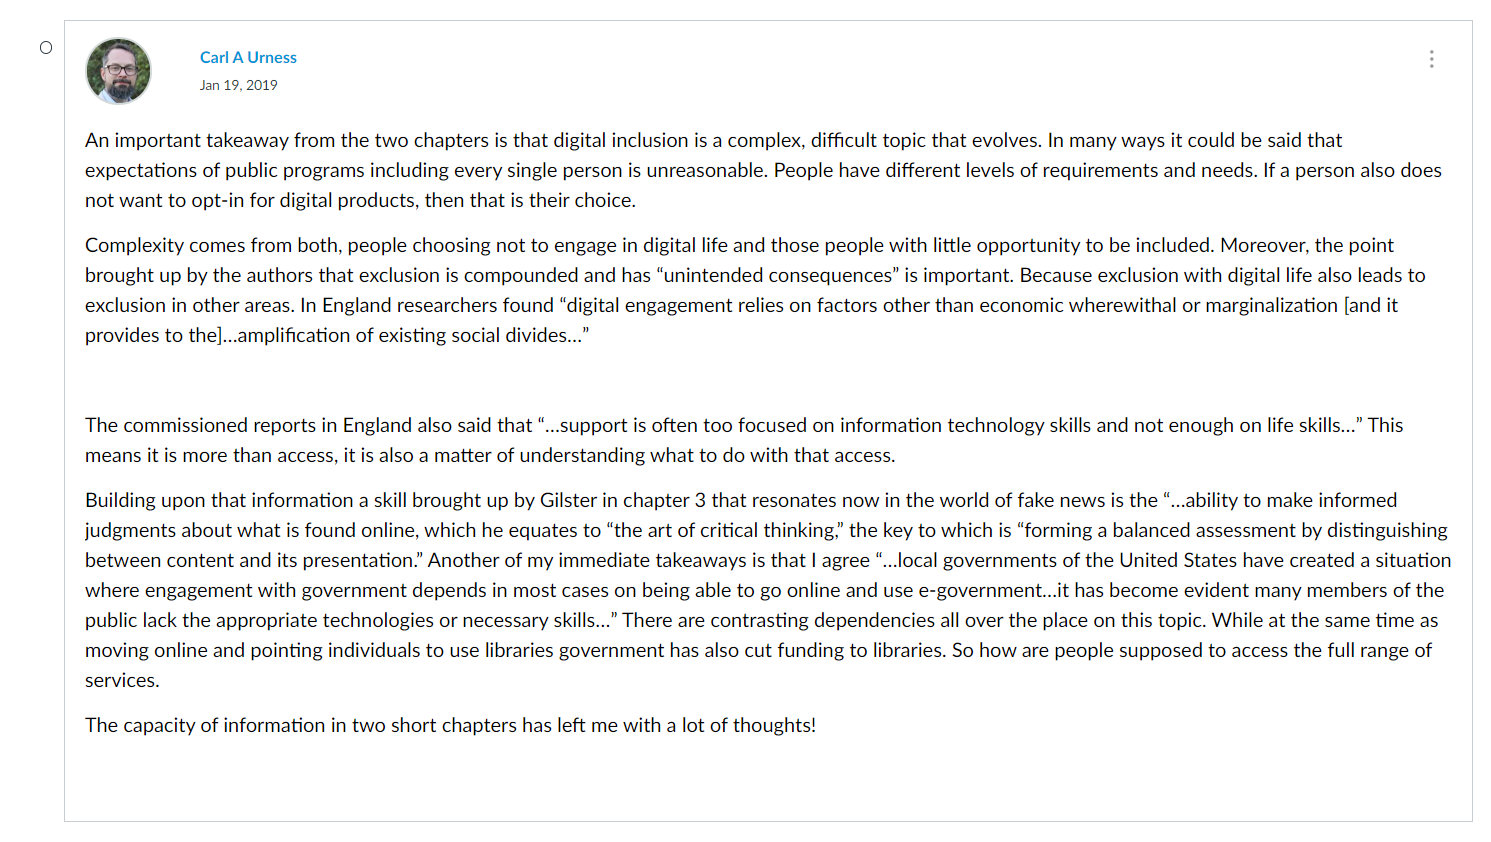 Carl A Urness
Jan 19, 2019
An important takeaway from the two chapters is that digital inclusion is a complex, difficult topic that evolves. In many ways it could be said that
expectations of public programs including every single person is unreasonable. People have different levels of requirements and needs. If a person also does
not want to opt-in for digital products, then that is their choice.
Complexity comes from both, people choosing not to engage in digital life and those people with little opportunity to be included. Moreover, the point
brought up by the authors that exclusion is compounded and has “unintended consequences” is important. Because exclusion with digital life also leads to
exclusion in other areas. In England researchers found “digital engagement relies on factors other than economic wherewithal or marginalization [and it
provides to the]…amplification of existing social divides…”
The commissioned reports in England also said that “…support is often too focused on information technology skills and not enough on life skills…” This
means it is more than access, it is also a matter of understanding what to do with that access.
Building upon that information a skill brought up by Gilster in chapter 3 that resonates now in the world of fake news is the “…ability to make informed
judgments about what is found online, which he equates to “the art of critical thinking,” the key to which is “forming a balanced assessment by distinguishing
between content and its presentation.” Another of my immediate takeaways is that I agree “…local governments of the United States have created a situation
where engagement with government depends in most cases on being able to go online and use e-government…it has become evident many members of the
public lack the appropriate technologies or necessary skills…” There are contrasting dependencies all over the place on this topic. While at the same time as
moving online and pointing individuals to use libraries government has also cut funding to libraries. So how are people supposed to access the full range of
services.
The capacity of information in two short chapters has left me with a lot of thoughts!